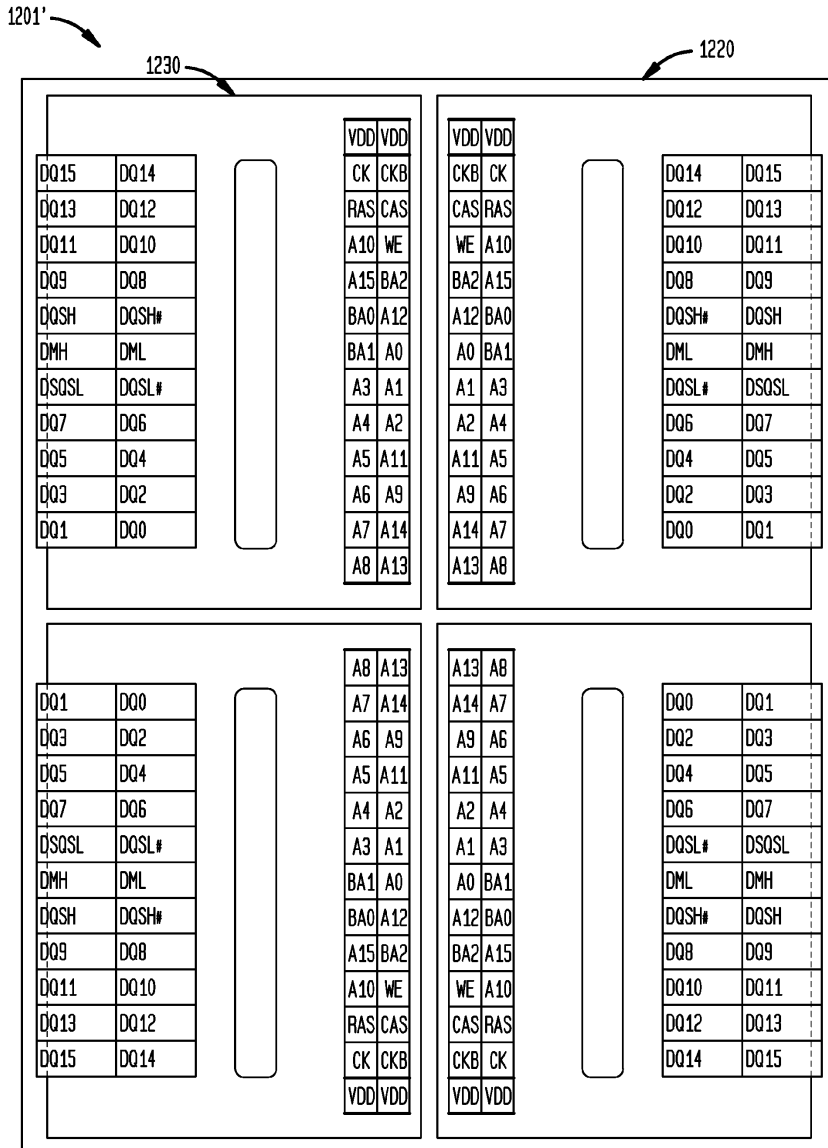 1201'
1230
1220
VDD VDD VDD VDD
DQ15 DQ14 CK CKB CKB CK DQ14 DQ15
DQ13 DQ12 RAS CAS CAS RAS DQ12 DQ13
DQ11 DQ10 A10 WE WE A10 DQ10 DQ11
DQ9 DQ8 A15 BA2 BA2 A15 DQ8 DQ9
DQSH DQSH# BA0 A12 A12 BA0 DQSH# DQSH
DMH DML BA1 A0 A0 BA1 DML DMH
DSQSL DQSL# A3 A1 A1 A3 DQSL# DSQSL
DQ7 DQ6 A4 A2 A2 A4 DQ6 DQ7
DQ5 DQ4 A5 A11 A11 A5 DQ4 DQ5
DQ3 DQ2 A6 A9 A9 A6 DQ2 DQ3
DQ1 DQ0 A7 A14 A14 A7 DQ0 DQ1
A8 A13 A13 A8
A8 A13 A13 A8
DQ1 DQ0 A7 A14 A14 A7 DQ0 DQ1
DQ3 DQ2 A6 A9 A9 A6 DQ2 DQ3
DQ5 DQ4 A5 A11 A11 A5 DQ4 DQ5
DQ7 DQ6 A4 A2 A2 A4 DQ6 DQ7
DSQSL DQSL# A3 A1 A1 A3 DQSL# DSQSL
DMH DML BA1 A0 A0 BA1 DML DMH
DQSH DQSH# BA0 A12 A12 BA0 DQSH# DQSH
DQ9 DQ8 A15 BA2 BA2 A15 DQ8 DQ9
DQ11 DQ10 A10 WE WE A10 DQ10 DQ11
DQ13 DQ12 RAS CAS CAS RAS DQ12 DQ13
DQ15 DQ14 CK CKB CKB CK DQ14 DQ15
VDD VDD VDD VDD